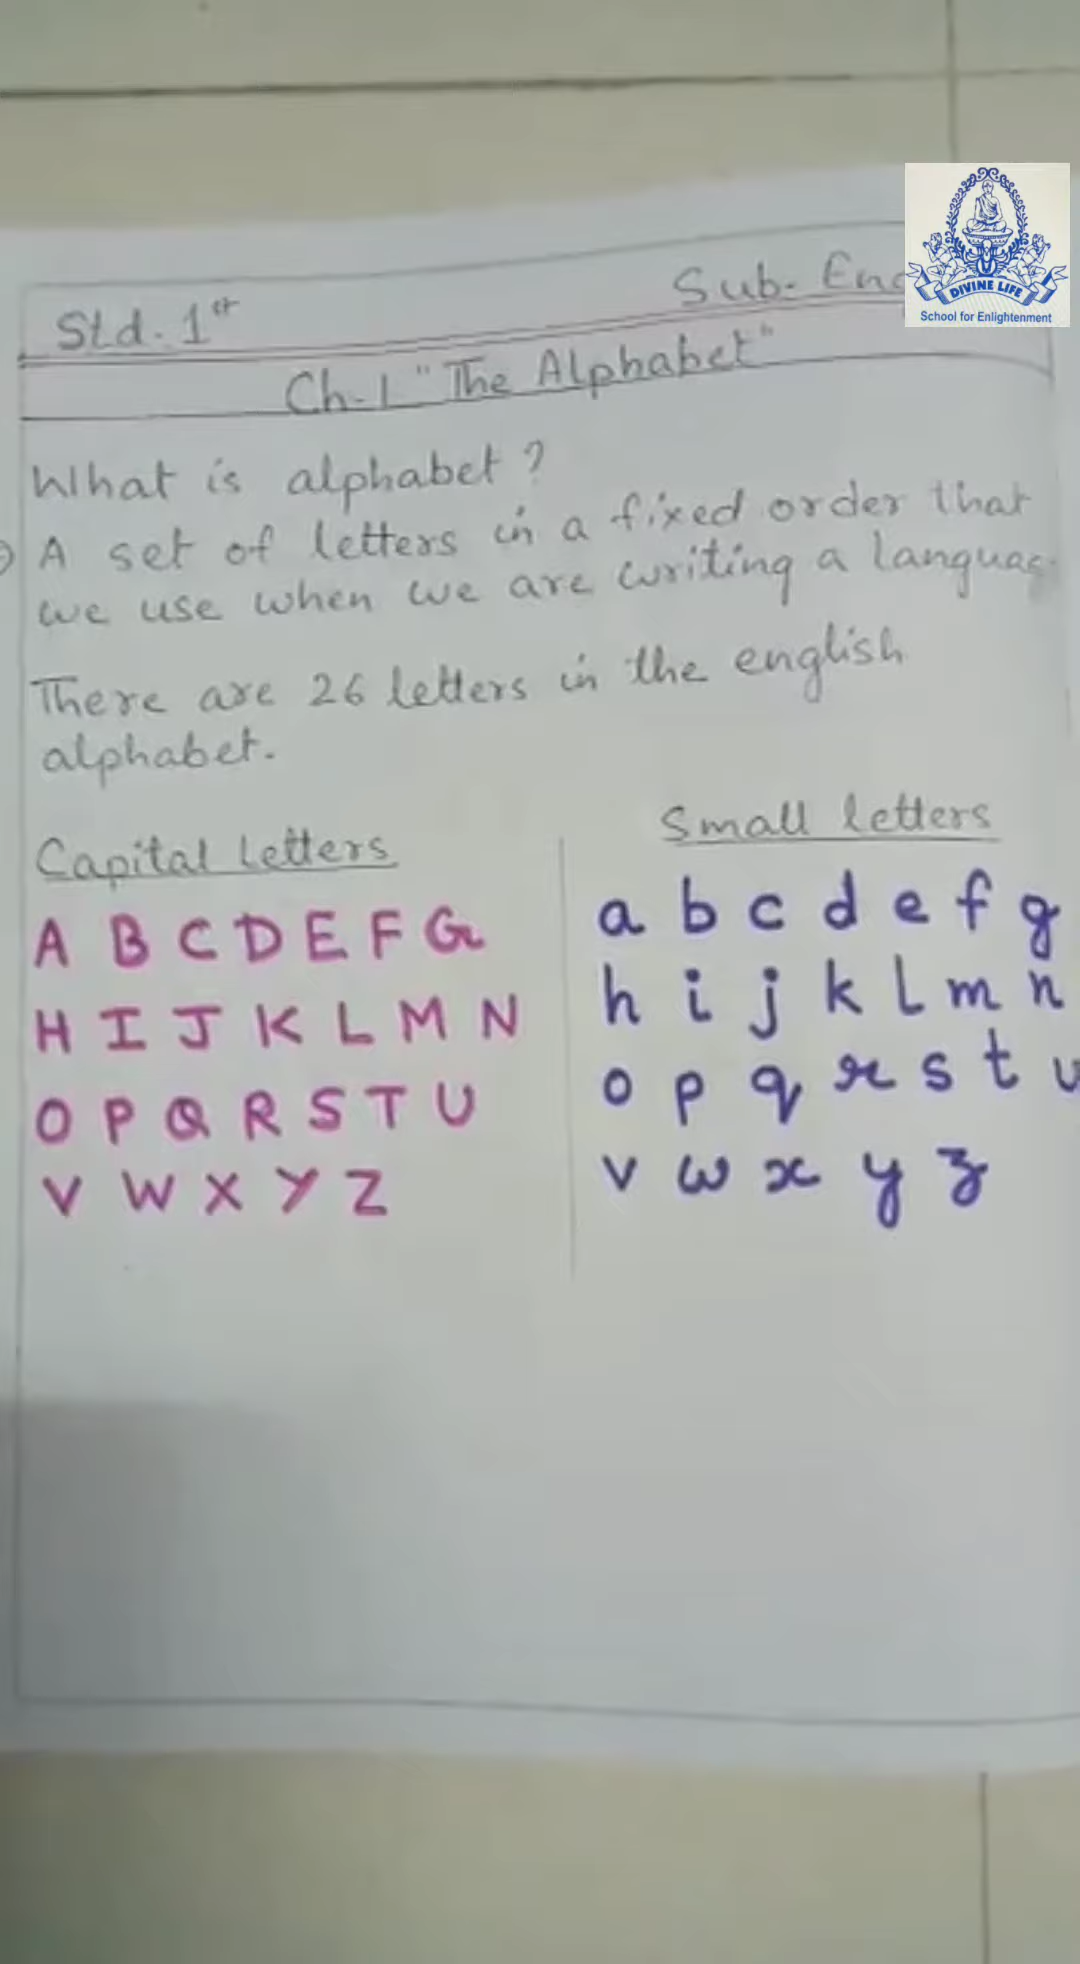 Std. 1st
Sub. En
DIVINE LIFE
School for Enlightenment
Ch-1 "The Alphabet"
What is alphabet?
A set of letters in a fixed order that
we use when we are writing a languag
There are 26 letters in the english
alphabet.
Capital Letters
A B C D E F G
H I J K L M N
O P Q R S T U
V W X Y Z
Small letters
a b c d e f g
h i j k l m n
o p q r s t u
v w x y z